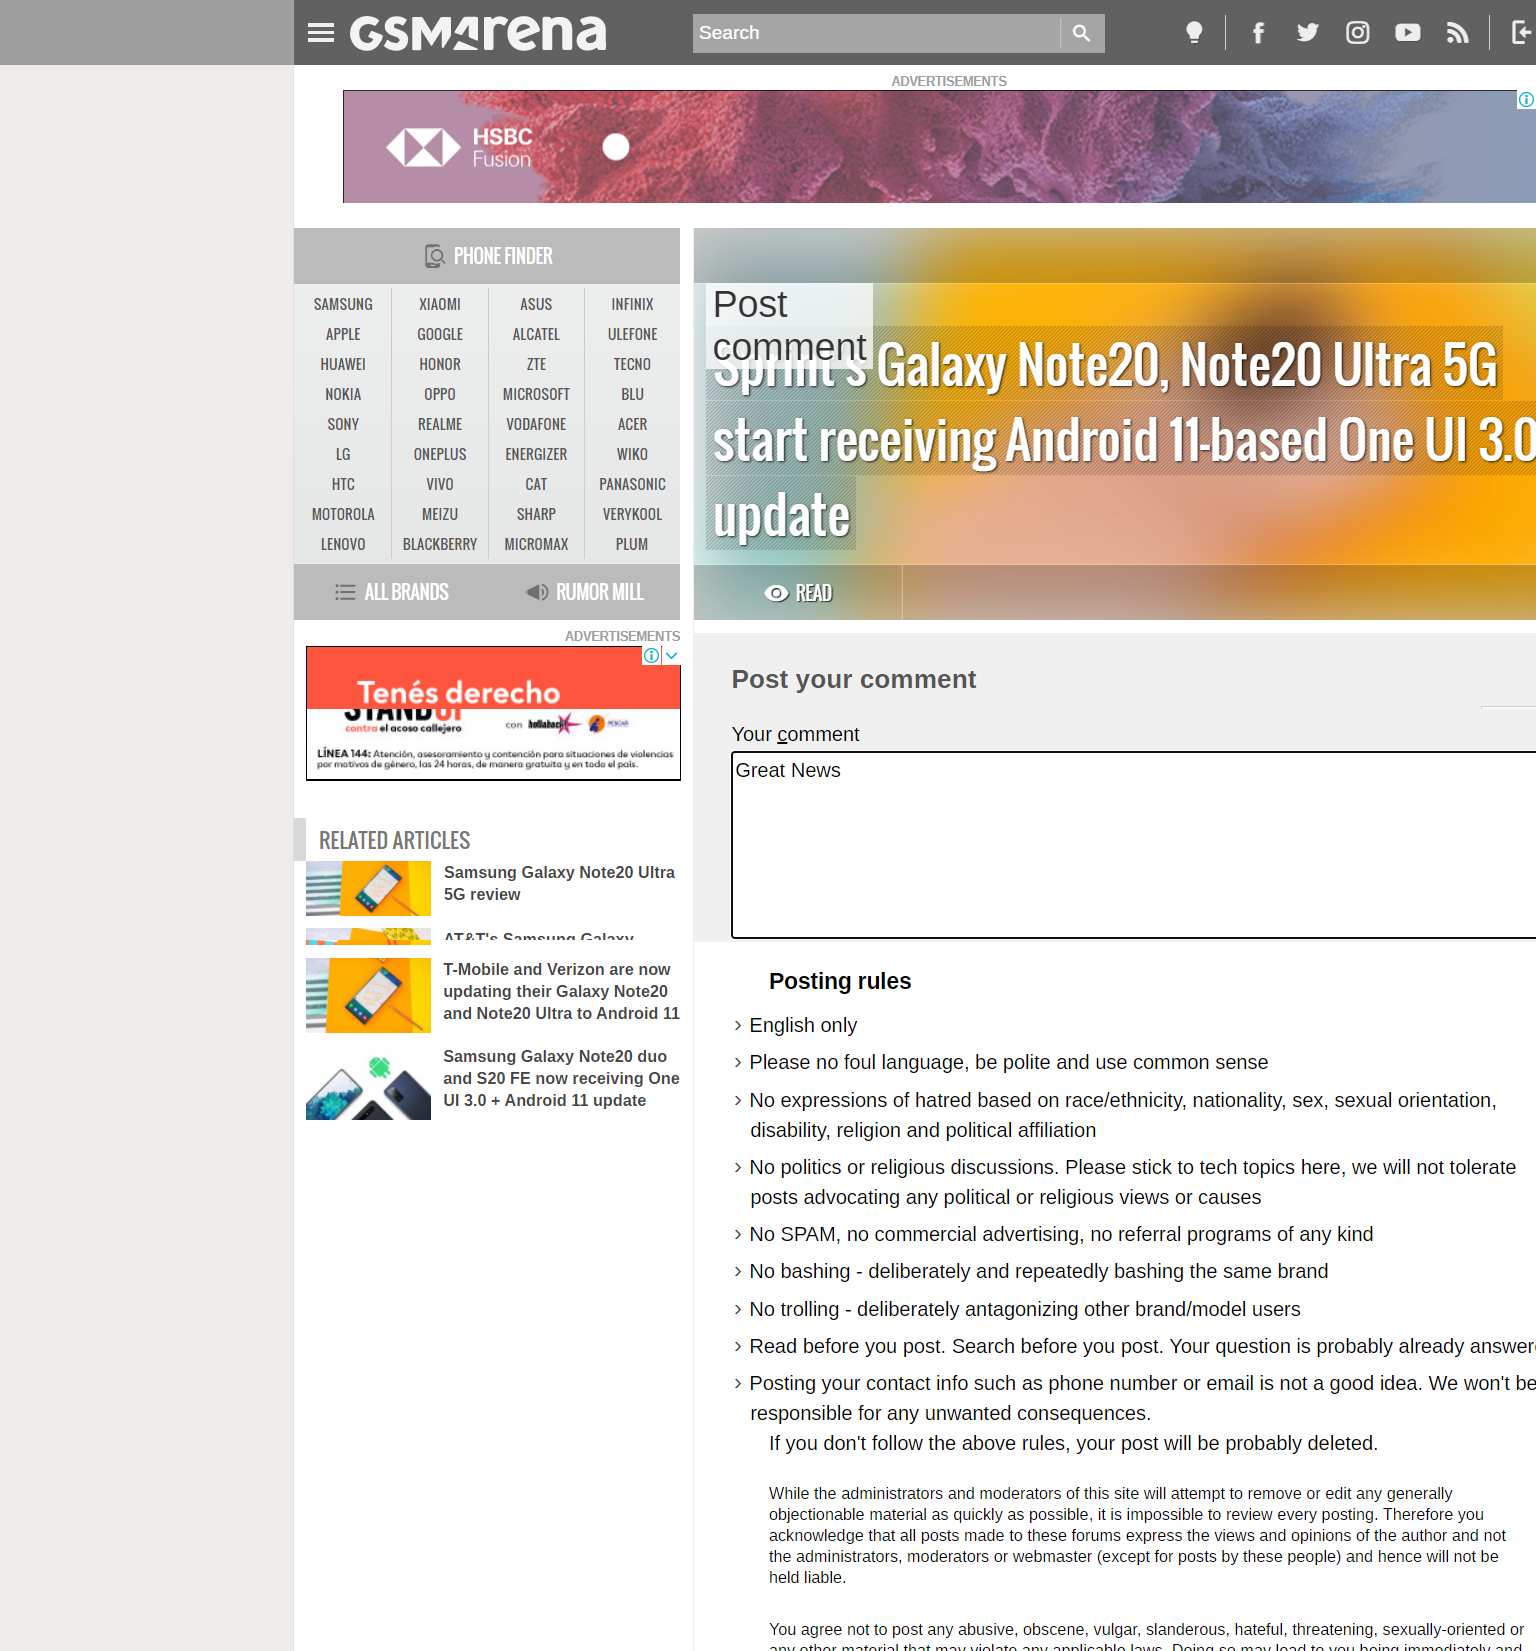 GSMArena
Search
ADVERTISEMENTS
HSBC
Fusion
PHONE FINDER
SAMSUNG XIAOMI ASUS INFINIX
APPLE GOOGLE ALCATEL ULEFONE
HUAWEI HONOR ZTE TECNO
NOKIA OPPO MICROSOFT BLU
SONY REALME VODAFONE ACER
LG ONEPLUS ENERGIZER WIKO
HTC VIVO CAT PANASONIC
MOTOROLA MEIZU SHARP VERYKOOL
LENOVO BLACKBERRY MICROMAX PLUM
ALL BRANDS RUMOR MILL
Post
comment
Sprint's Galaxy Note20, Note20 Ultra 5G
start receiving Android 11-based One UI 3.0
update
READ
ADVERTISEMENTS
Tenés derecho
STAND UP
contra el acoso callejero
con hollaback!
PESCAR
LÍNEA 144: Atención, asesoramiento y contención para situaciones de violencias
por motivos de género, las 24 horas, de manera gratuita y en todo el país.
RELATED ARTICLES
Samsung Galaxy Note20 Ultra
5G review
AT&T's Samsung Galaxy
T-Mobile and Verizon are now
updating their Galaxy Note20
and Note20 Ultra to Android 11
Samsung Galaxy Note20 duo
and S20 FE now receiving One
UI 3.0 + Android 11 update
Post your comment
Your comment
Great News
Posting rules
› English only
› Please no foul language, be polite and use common sense
› No expressions of hatred based on race/ethnicity, nationality, sex, sexual orientation,
disability, religion and political affiliation
› No politics or religious discussions. Please stick to tech topics here, we will not tolerate
posts advocating any political or religious views or causes
› No SPAM, no commercial advertising, no referral programs of any kind
› No bashing - deliberately and repeatedly bashing the same brand
› No trolling - deliberately antagonizing other brand/model users
› Read before you post. Search before you post. Your question is probably already answer
› Posting your contact info such as phone number or email is not a good idea. We won't be
responsible for any unwanted consequences.
If you don't follow the above rules, your post will be probably deleted.
While the administrators and moderators of this site will attempt to remove or edit any generally
objectionable material as quickly as possible, it is impossible to review every posting. Therefore you
acknowledge that all posts made to these forums express the views and opinions of the author and not
the administrators, moderators or webmaster (except for posts by these people) and hence will not be
held liable.
You agree not to post any abusive, obscene, vulgar, slanderous, hateful, threatening, sexually-oriented or
any other material that may violate any applicable laws. Doing so may lead to you being immediately and